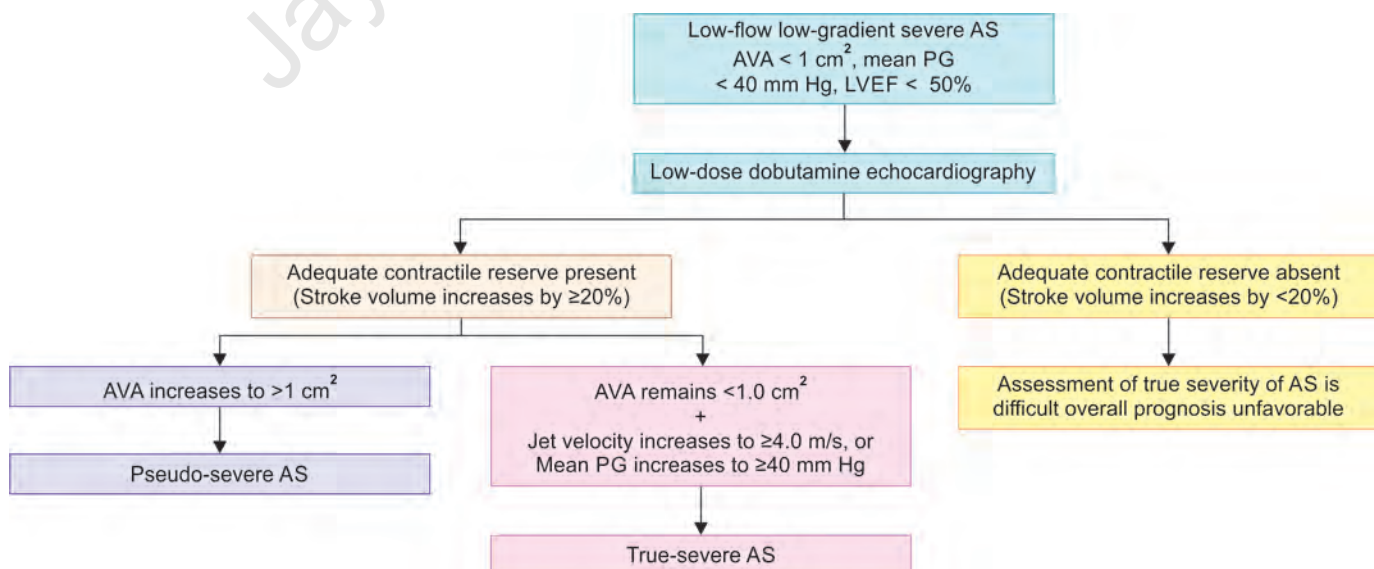 Jay
Low-flow low-gradient severe AS
AVA < 1 cm², mean PG
< 40 mm Hg, LVEF < 50%
Low-dose dobutamine echocardiography
Adequate contractile reserve present
(Stroke volume increases by ≥20%)
Adequate contractile reserve absent
(Stroke volume increases by <20%)
AVA increases to >1 cm²
Pseudo-severe AS
AVA remains <1.0 cm²
+
Jet velocity increases to ≥4.0 m/s, or
Mean PG increases to ≥40 mm Hg
True-severe AS
Assessment of true severity of AS is
difficult overall prognosis unfavorable